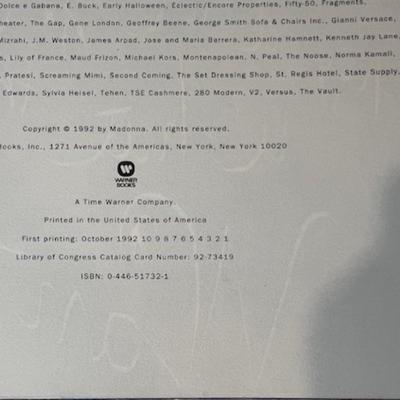 Dolce e Gabana, E. Buck, Early Halloween, Eclectic/Encore Properties, Fifty-50, Fragments,
heater, The Gap, Gene London, Geoffrey Beene, George Smith Sofa & Chairs Inc., Gianni Versace,
Mizrahi, J.M. Weston, James Arpad, Jose and Maria Barrera, Katharine Hamnett, Kenneth Jay Lane,
s, Lily of France, Maud Frizon, Michael Kors, Montenapolean, N. Peal, The Noose, Norma Kamali,
, Pratesi, Screaming Mimi, Second Coming, The Set Dressing Shop, St. Regis Hotel, State Supply,
Edwards, Sylvia Heisel, Tehen, TSE Cashmere, 280 Modern, V2, Versus, The Vault.
Copyright © 1992 by Madonna. All rights reserved.
Books, Inc., 1271 Avenue of the Americas, New York, New York 10020
WARNER
BOOKS
A Time Warner Company.
Printed in the United States of America
First printing: October 1992 10 9 8 7 6 5 4 3 2 1
Library of Congress Catalog Card Number: 92-73419
ISBN: 0-446-51732-1